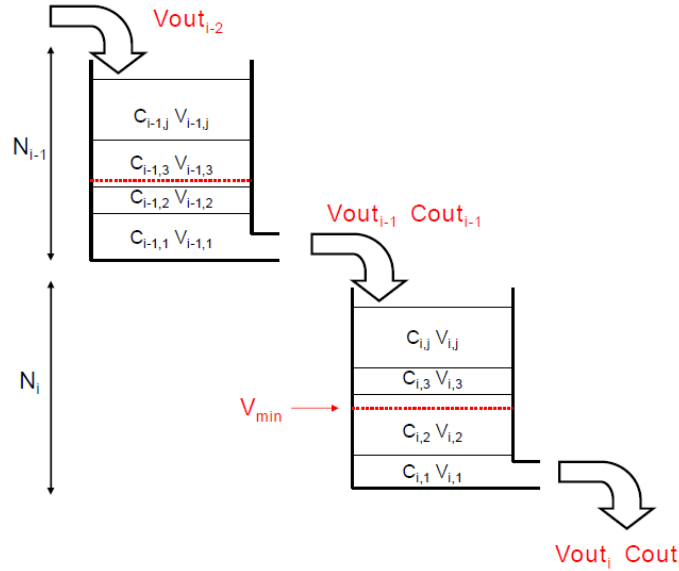 Vout_{i-2}
C_{i-1,j} V_{i-1,j}
N_{i-1}
C_{i-1,3} V_{i-1,3}
C_{i-1,2} V_{i-1,2}
C_{i-1,1} V_{i-1,1}
Vout_{i-1} Cout_{i-1}
C_{i,j} V_{i,j}
N_i
C_{i,3} V_{i,3}
V_{min}
C_{i,2} V_{i,2}
C_{i,1} V_{i,1}
Vout_i Cout